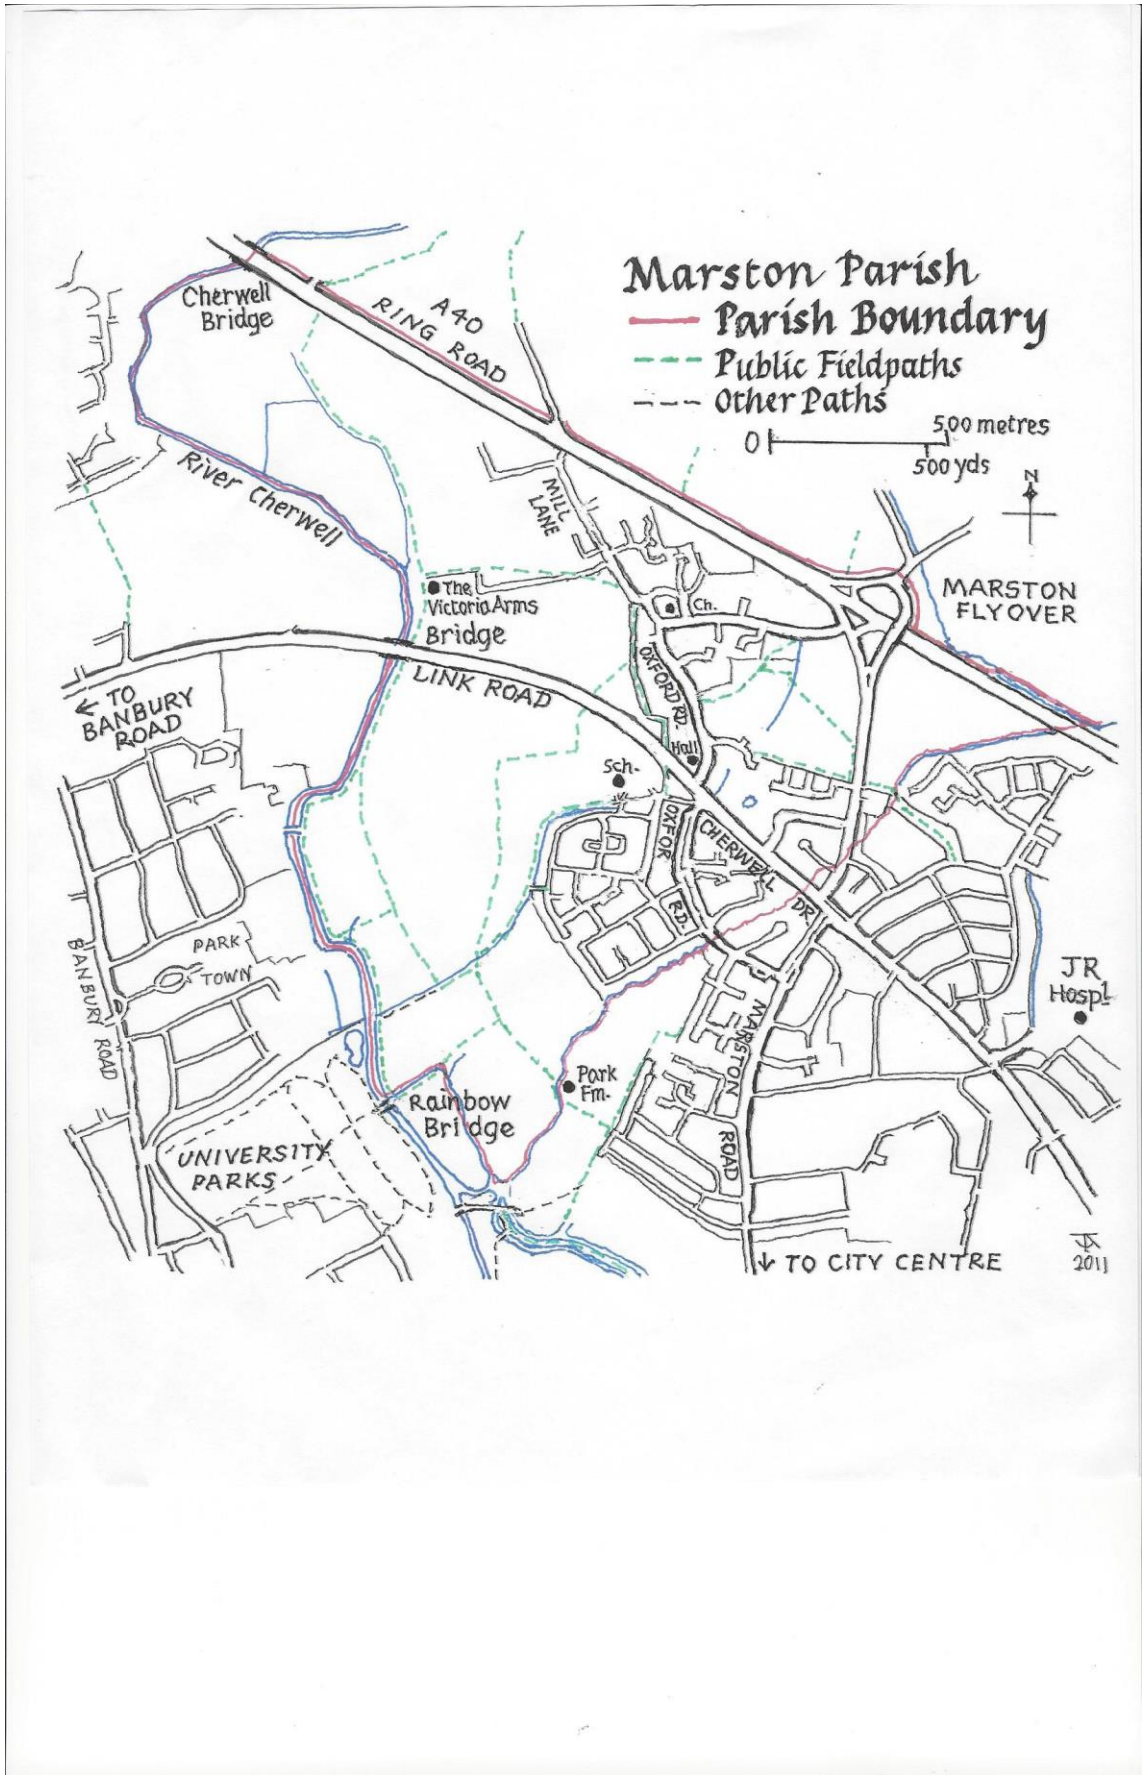 Marston Parish
Parish Boundary
Public Fieldpaths
Other Paths
0
500 metres
500 yds
N
Cherwell
Bridge
A40
RING ROAD
River Cherwell
MILL
LANE
The
Victoria Arms
Bridge
Ch.
MARSTON
FLYOVER
LINK ROAD
OXFORD RD.
← TO
BANBURY
ROAD
Hall
Sch.
OXFOR
RD.
CHERWELL
DR.
PARK
TOWN
BANBURY ROAD
JR
Hospl
MARSTON
ROAD
Park
Fm.
Rainbow
Bridge
UNIVERSITY
PARKS
↓ TO CITY CENTRE
2011